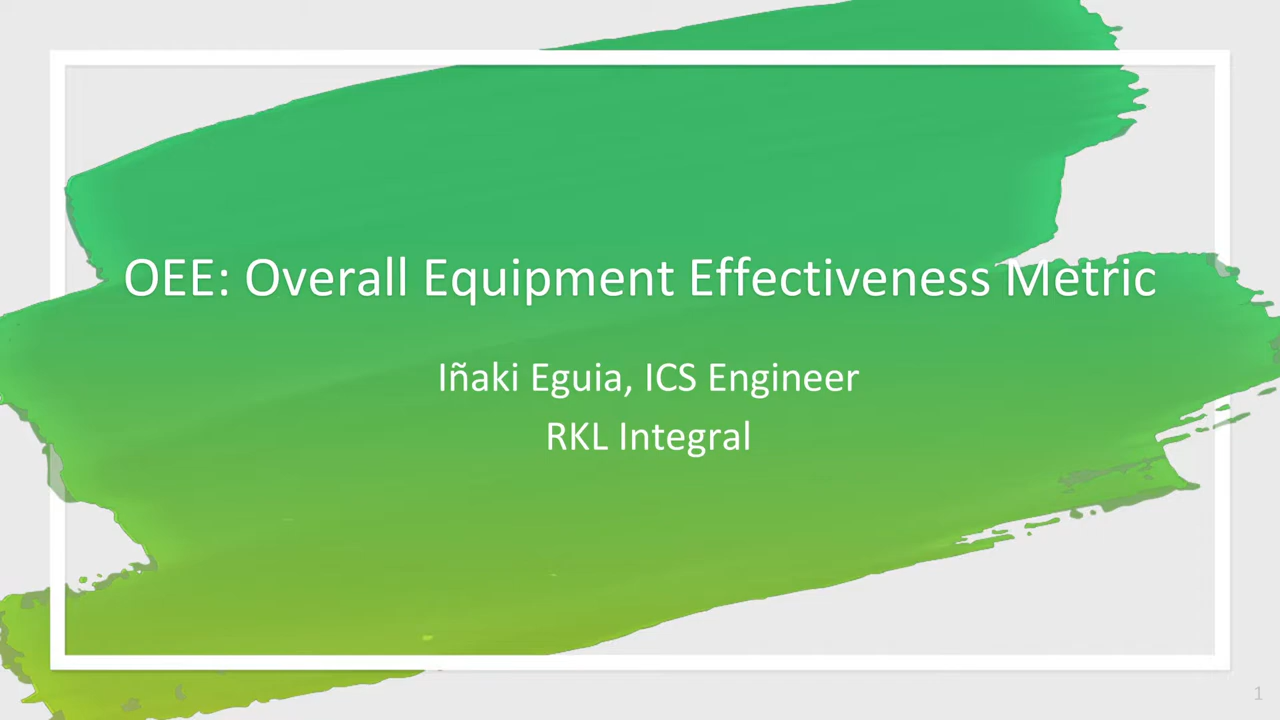 OEE: Overall Equipment Effectiveness Metric
Iñaki Eguia, ICS Engineer
RKL Integral
1